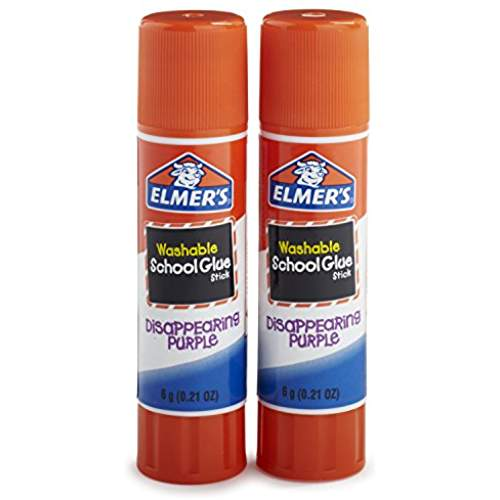 ELMER'S
Washable
School Glue
Stick
DISAPPEARING
PURPLE
6 g (0.21 OZ)
ELMER'S
Washable
School Glue
Stick
DISAPPEARING
PURPLE
6 g (0.21 OZ)